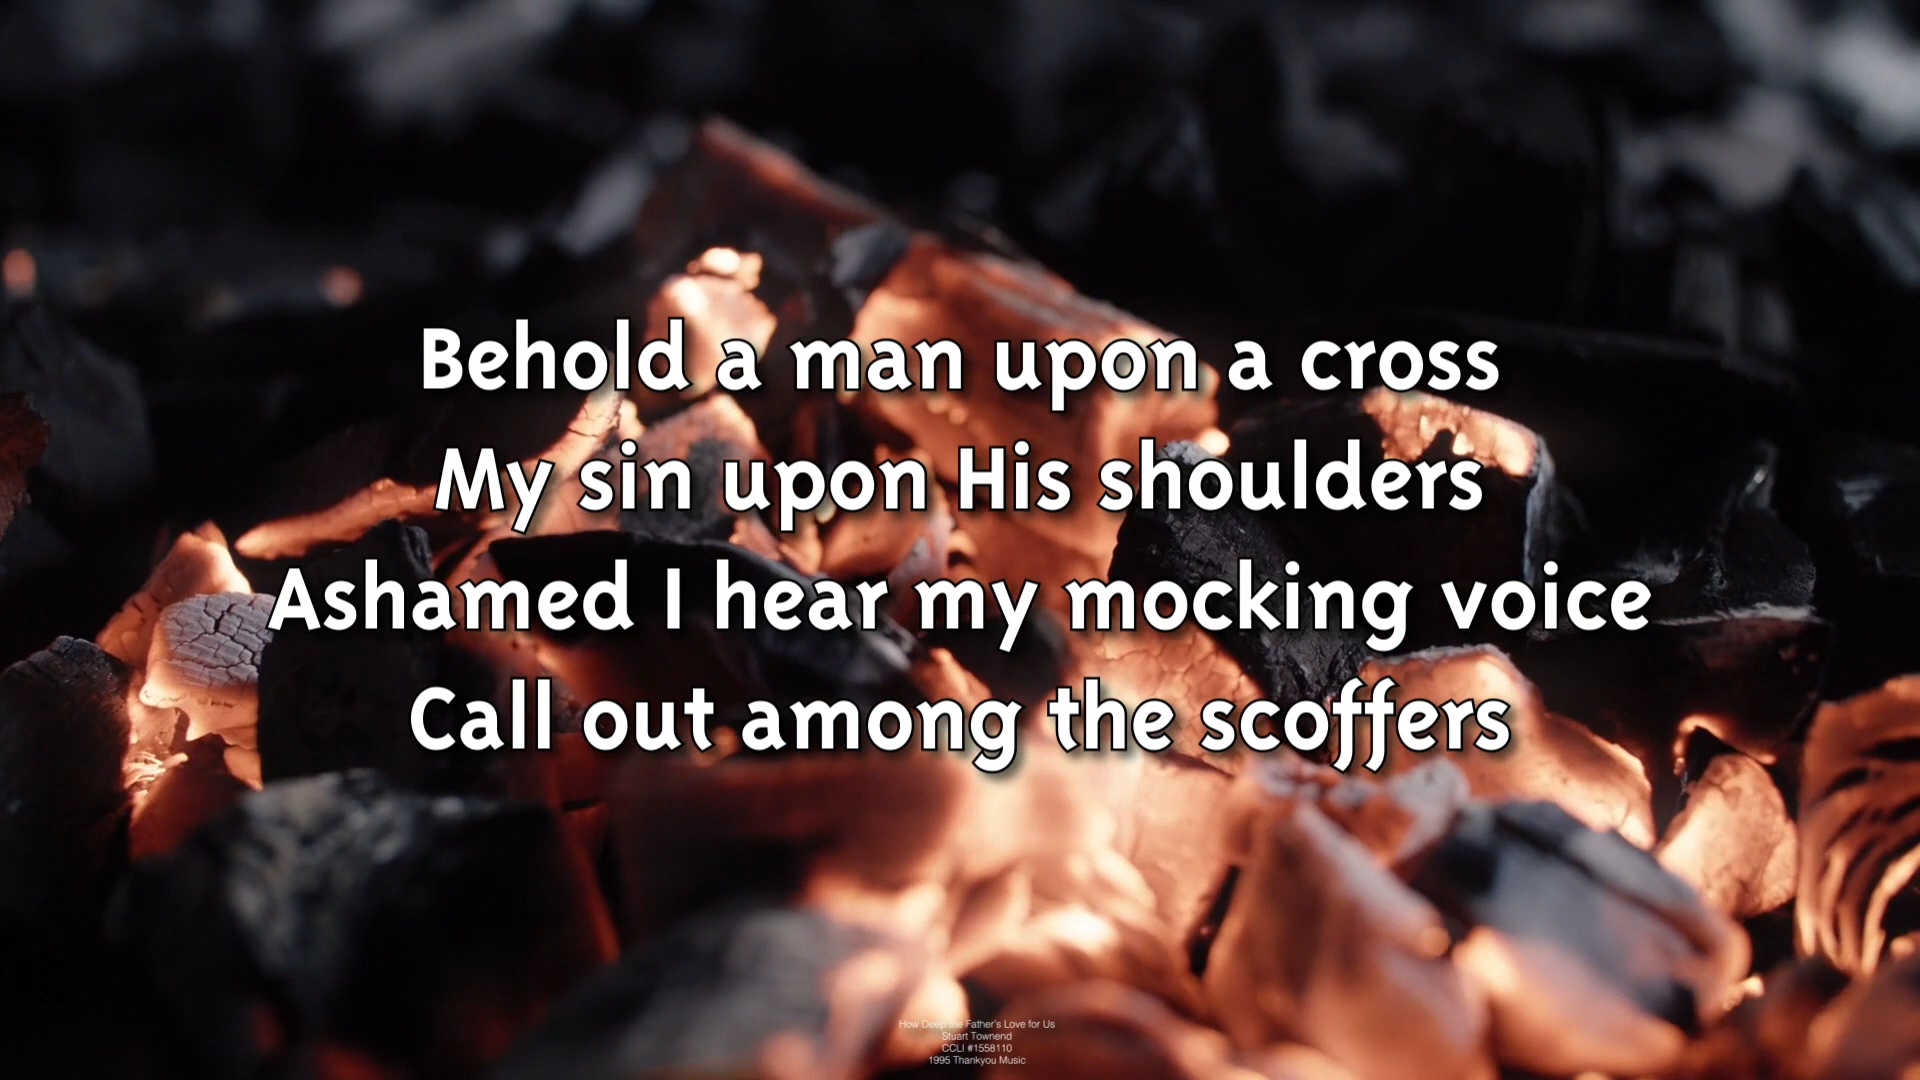 Behold a man upon a cross
My sin upon His shoulders
Ashamed I hear my mocking voice
Call out among the scoffers
How Deep the Father's Love for Us
Stuart Townend
CCLI #1558110
1995 Thankyou Music